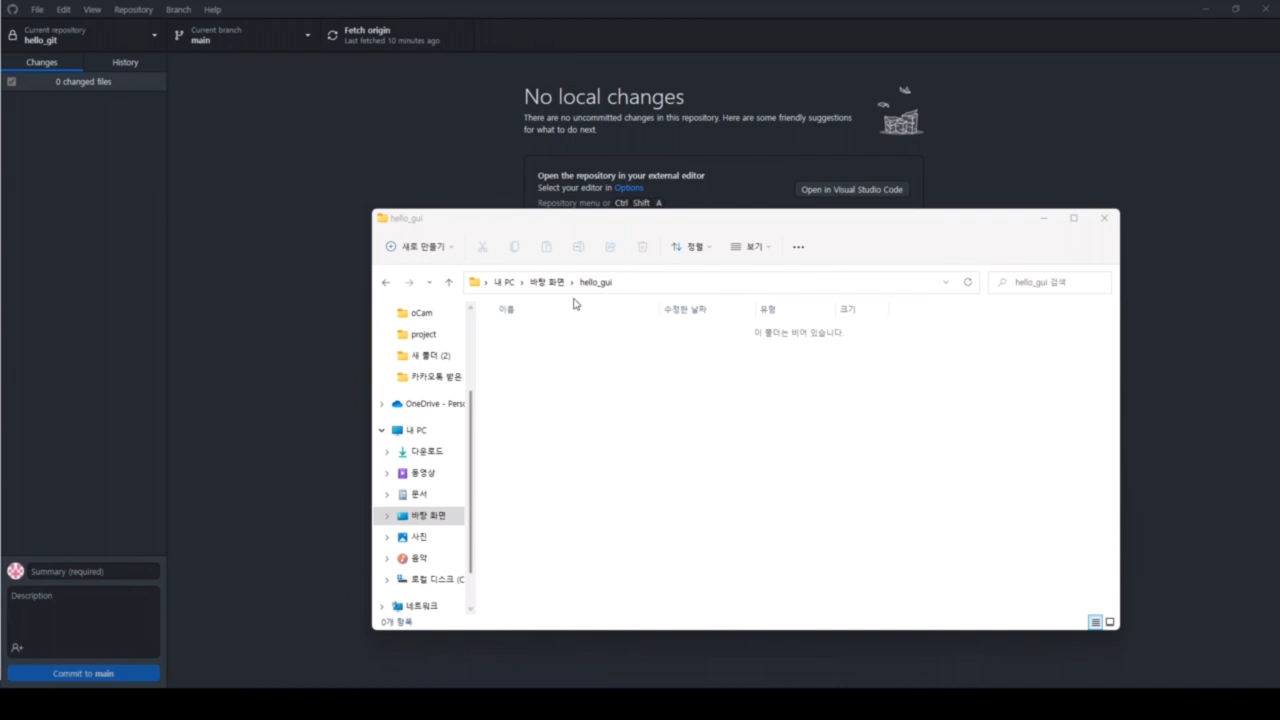 File Edit View Repository Branch Help
Current repository
hello_git
Current branch
main
Fetch origin
Last fetched 10 minutes ago
Changes History
0 changed files
No local changes
There are no uncommitted changes in this repository. Here are some friendly suggestions
for what to do next.
Open the repository in your external editor
Select your editor in Options
Repository menu or Ctrl Shift A
Open in Visual Studio Code
hello_gui
새로 만들기
정렬
보기
내 PC
바탕 화면
hello_gui
hello_gui 검색
이름
수정한 날짜
유형
크기
이 폴더는 비어 있습니다.
oCam
project
새 폴더 (2)
카카오톡 받은
OneDrive - Perso
내 PC
다운로드
동영상
문서
바탕 화면
사진
음악
로컬 디스크 (C
네트워크
0개 항목
Summary (required)
Description
Commit to main